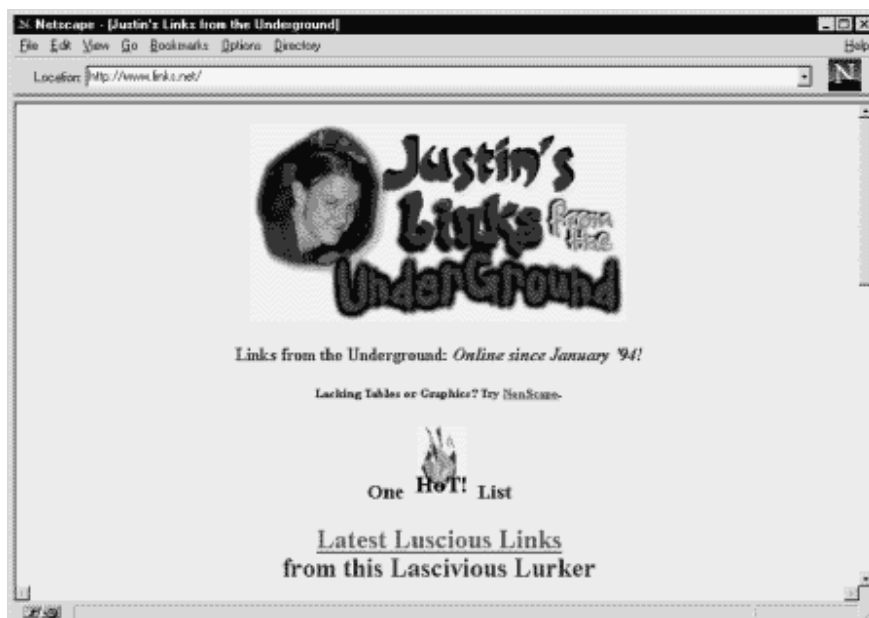 Netscape - [Justin's Links from the Underground]
File Edit View Go Bookmarks Options Directory Help
Location: http://www.links.net/
N
Justin's
Links from the
UnderGround
Links from the Underground: Online since January '94!
Lacking Tables or Graphics? Try NonScape.
One HoT! List
Latest Luscious Links
from this Lascivious Lurker